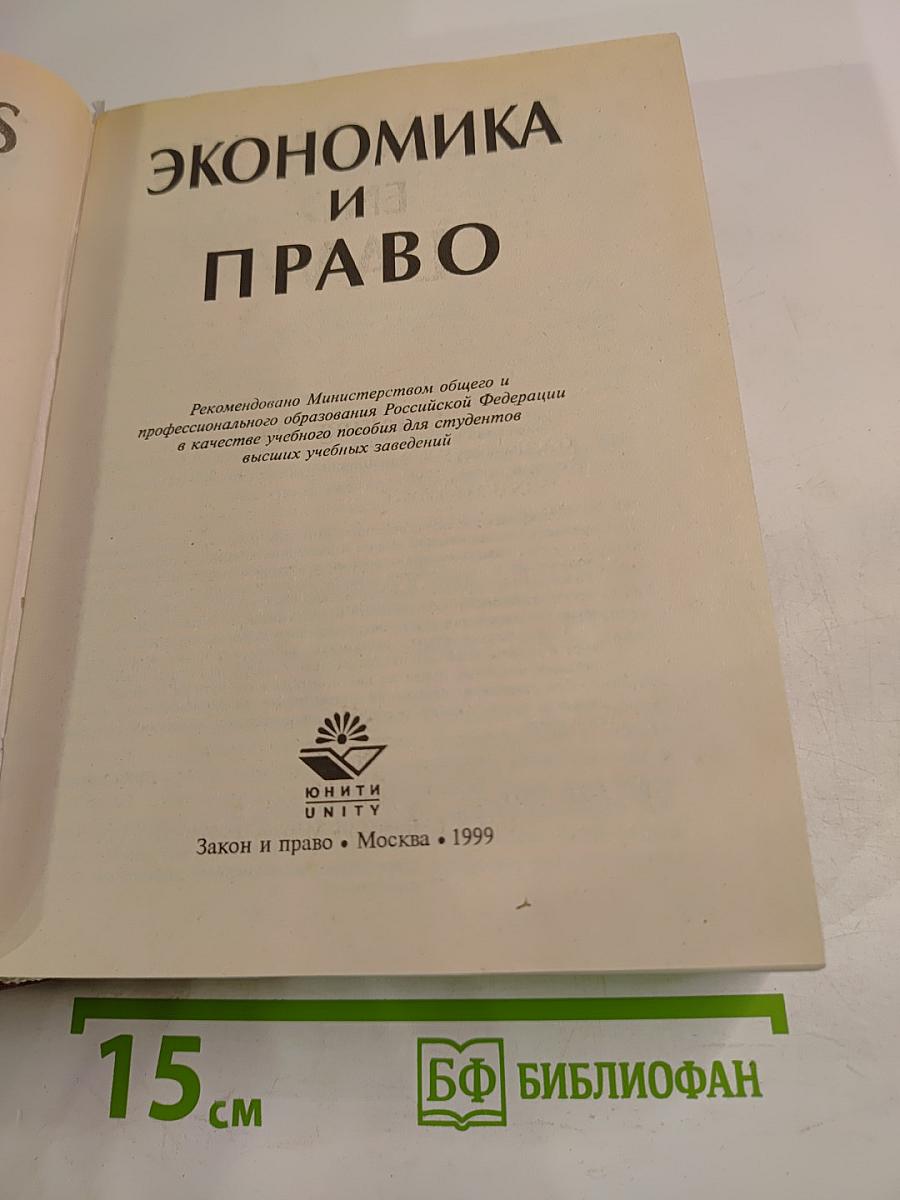 S
ЭКОНОМИКА
И
ПРАВО
Рекомендовано Министерством общего и
профессионального образования Российской Федерации
в качестве учебного пособия для студентов
высших учебных заведений
ЮНИТИ
UNITY
Закон и право • Москва • 1999
15 см
БФ БИБЛИОФАН